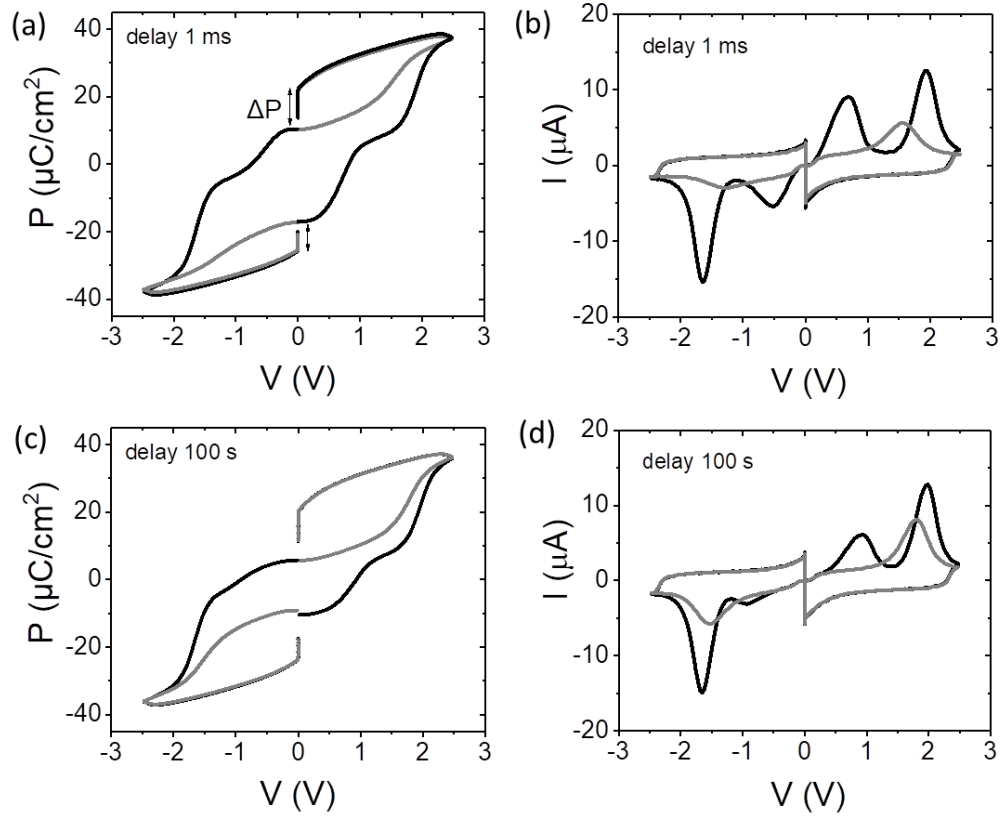 (a)
delay 1 ms
ΔP
P (μC/cm²)
40
20
0
-20
-40
-3 -2 -1 0 1 2 3
V (V)
(b)
delay 1 ms
I (μA)
20
10
0
-10
-20
-3 -2 -1 0 1 2 3
V (V)
(c)
delay 100 s
P (μC/cm²)
40
20
0
-20
-40
-3 -2 -1 0 1 2 3
V (V)
(d)
delay 100 s
I (μA)
20
10
0
-10
-20
-3 -2 -1 0 1 2 3
V (V)